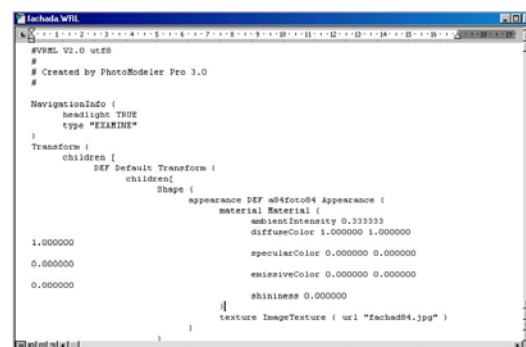 fachada.WRL
#VRML V2.0 utf8
#
# Created by PhotoModeler Pro 3.0
#
NavigationInfo {
headlight TRUE
type "EXAMINE"
}
Transform {
children [
DEF Default Transform {
children[
Shape {
appearance DEF a84foto84 Appearance {
material Material {
ambientIntensity 0.333333
diffuseColor 1.000000 1.000000
1.000000
specularColor 0.000000 0.000000
0.000000
emissiveColor 0.000000 0.000000
0.000000
shininess 0.000000
}
texture ImageTexture { url "fachad84.jpg" }
}
}